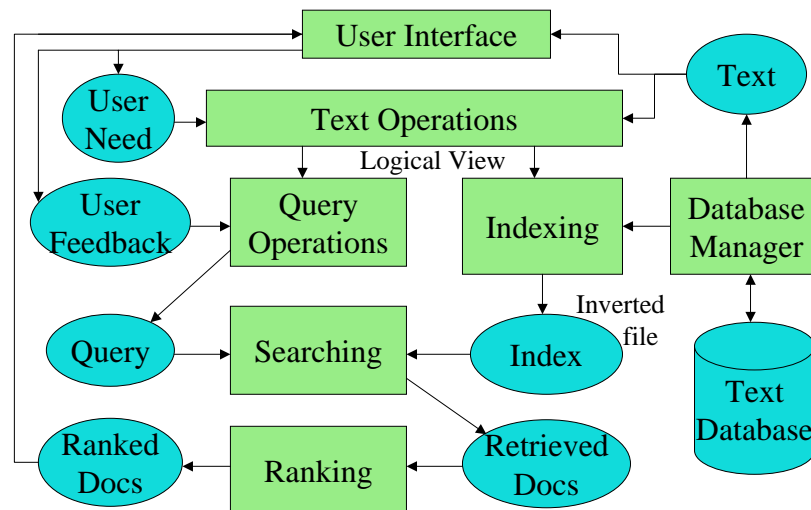 User Interface
Text
User
Need
Text Operations
Logical View
User
Feedback
Query
Operations
Indexing
Database
Manager
Inverted
file
Query
Searching
Index
Text
Database
Ranked
Docs
Ranking
Retrieved
Docs